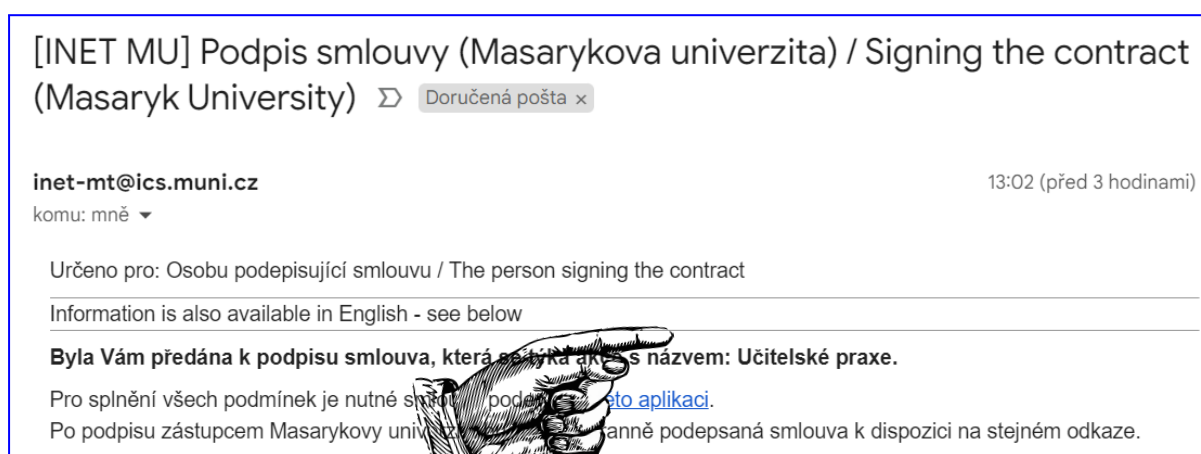 [INET MU] Podpis smlouvy (Masarykova univerzita) / Signing the contract
(Masaryk University) Doručená pošta ×
inet-mt@ics.muni.cz 13:02 (před 3 hodinami)
komu: mně
Určeno pro: Osobu podepisující smlouvu / The person signing the contract
Information is also available in English - see below
Byla Vám předána k podpisu smlouva, která se týká akce s názvem: Učitelské praxe.
Pro splnění všech podmínek je nutné aplikaci.
Po podpisu zástupcem Masarykovy podepsaná smlouva k dispozici na stejném odkaze.